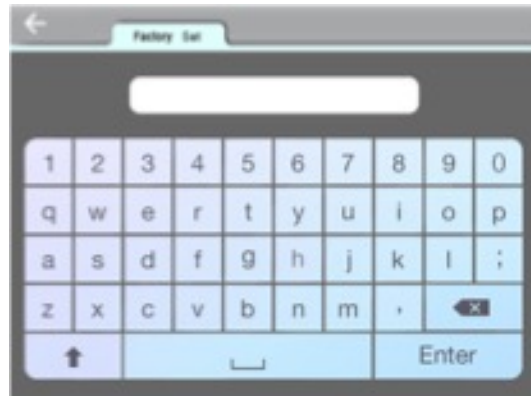 Factory Set
1 2 3 4 5 6 7 8 9 0
q w e r t y u i o p
a s d f g h j k l ;
z x c v b n m ,
Enter